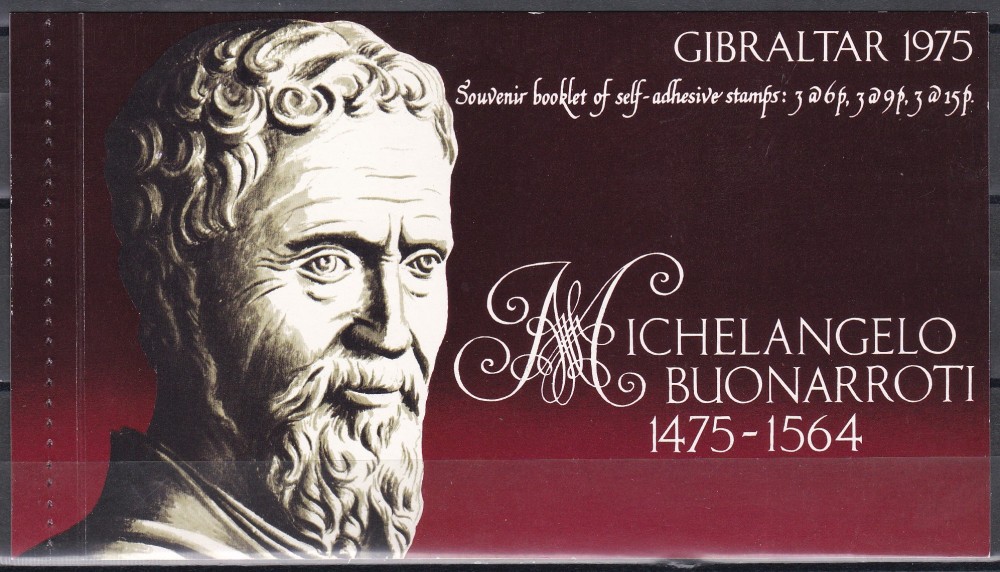 GIBRALTAR 1975
Souvenir booklet of self-adhesive stamps: 3 @ 6p, 3 @ 9p, 3 @ 15p.
MICHELANGELO
BUONARROTI
1475-1564